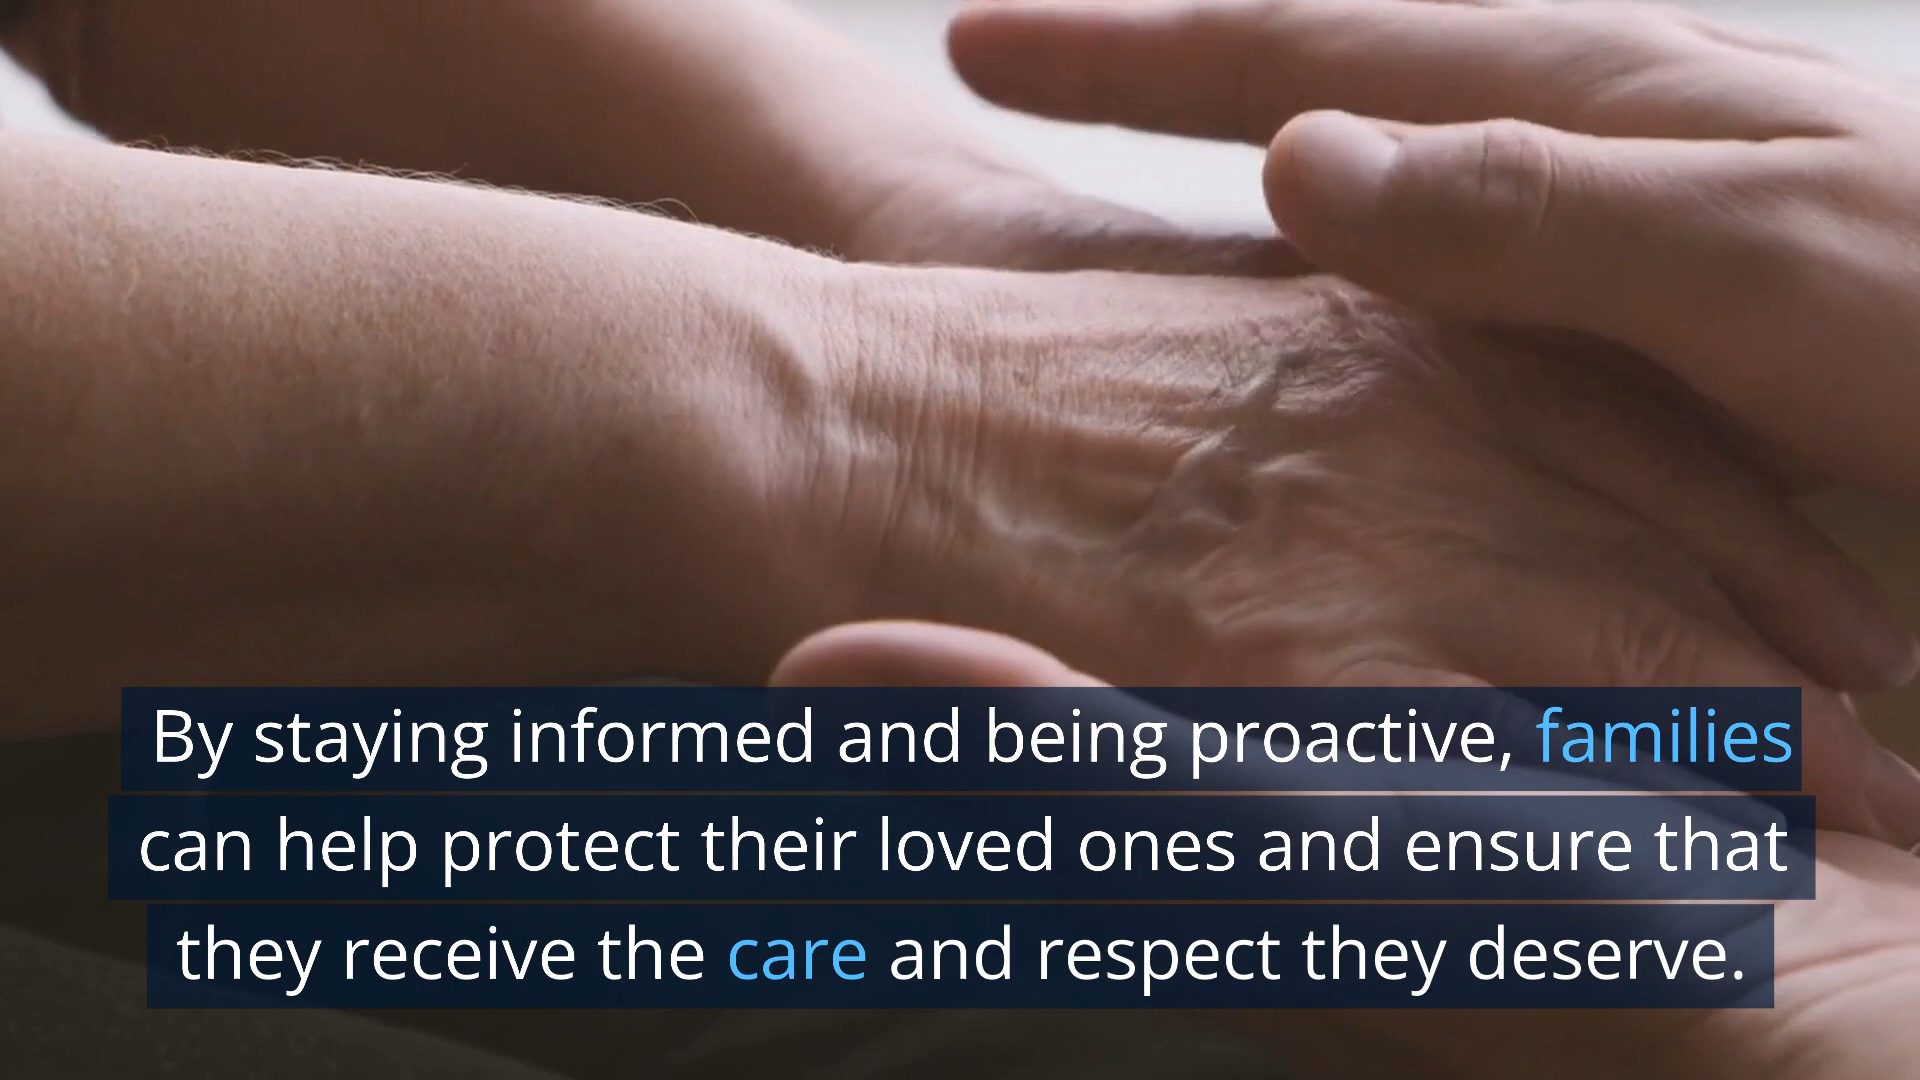 By staying informed and being proactive, families
can help protect their loved ones and ensure that
they receive the care and respect they deserve.